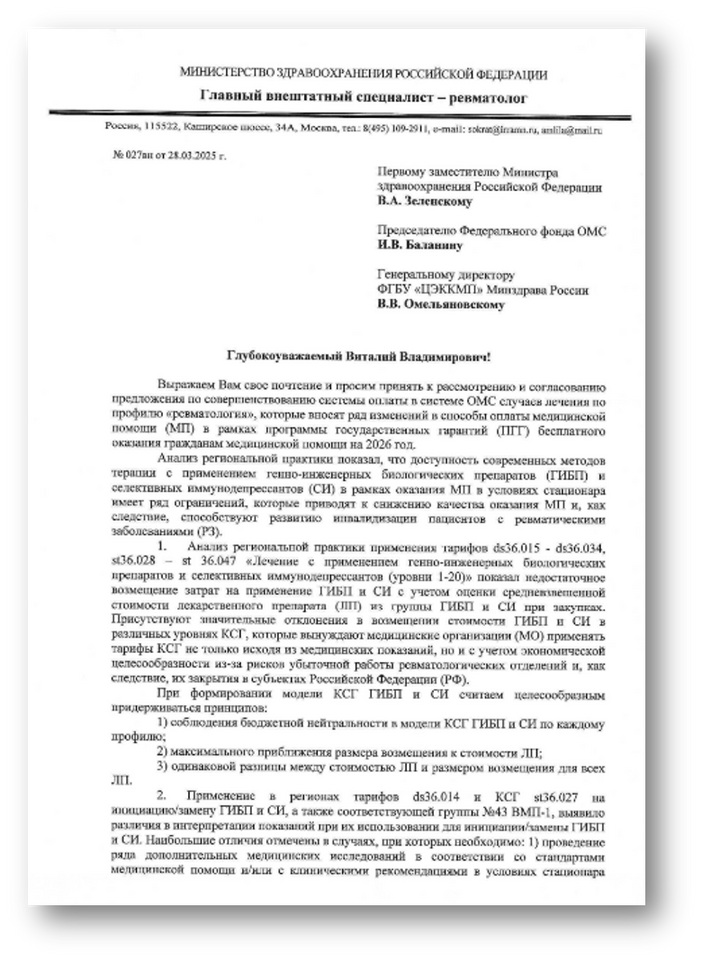 МИНИСТЕРСТВО ЗДРАВООХРАНЕНИЯ РОССИЙСКОЙ ФЕДЕРАЦИИ
Главный внештатный специалист – ревматолог
Россия, 115522, Каширское шоссе, 34А, Москва, тел.: 8(495) 109-2911, e-mail: sokrat@irramn.ru, amlila@mail.ru
№ 027вн от 28.03.2025 г.
Первому заместителю Министра
здравоохранения Российской Федерации
В.А. Зеленскому
Председателю Федерального фонда ОМС
И.В. Баланину
Генеральному директору
ФГБУ «ЦЭККМП» Минздрава России
В.В. Омельяновскому
Глубокоуважаемый Виталий Владимирович!
Выражаем Вам свое почтение и просим принять к рассмотрению и согласованию
предложения по совершенствованию системы оплаты в системе ОМС случаев лечения по
профилю «ревматология», которые вносят ряд изменений в способы оплаты медицинской
помощи (МП) в рамках программы государственных гарантий (ПГГ) бесплатного
оказания гражданам медицинской помощи на 2026 год.
Анализ региональной практики показал, что доступность современных методов
терапии с применением генно-инженерных биологических препаратов (ГИБП) и
селективных иммунодепрессантов (СИ) в рамках оказания МП в условиях стационара
имеет ряд ограничений, которые приводят к снижению качества оказания МП и, как
следствие, способствуют развитию инвалидизации пациентов с ревматическими
заболеваниями (РЗ).
1. Анализ региональной практики применения тарифов ds36.015 - ds36.034,
st36.028 – st 36.047 «Лечение с применением генно-инженерных биологических
препаратов и селективных иммунодепрессантов (уровни 1-20)» показал недостаточное
возмещение затрат на применение ГИБП и СИ с учетом оценки средневзвешенной
стоимости лекарственного препарата (ЛП) из группы ГИБП и СИ при закупках.
Присутствуют значительные отклонения в возмещении стоимости ГИБП и СИ в
различных уровнях КСГ, которые вынуждают медицинские организации (МО) применять
тарифы КСГ не только исходя из медицинских показаний, но и с учетом экономической
целесообразности из-за рисков убыточной работы ревматологических отделений и, как
следствие, их закрытия в субъектах Российской Федерации (РФ).
При формировании модели КСГ ГИБП и СИ считаем целесообразным
придерживаться принципов:
1) соблюдения бюджетной нейтральности в модели КСГ ГИБП и СИ по каждому
профилю;
2) максимального приближения размера возмещения к стоимости ЛП;
3) одинаковой разницы между стоимостью ЛП и размером возмещения для всех
ЛП.
2. Применение в регионах тарифов ds36.014 и КСГ st36.027 на
инициацию/замену ГИБП и СИ, а также соответствующей группы №43 ВМП-1, выявило
различия в интерпретации показаний при их использовании для инициации/замены ГИБП
и СИ. Наибольшие отличия отмечены в случаях, при которых необходимо: 1) проведение
ряда дополнительных медицинских исследований в соответствии со стандартами
медицинской помощи и/или с клиническими рекомендациями в условиях стационара